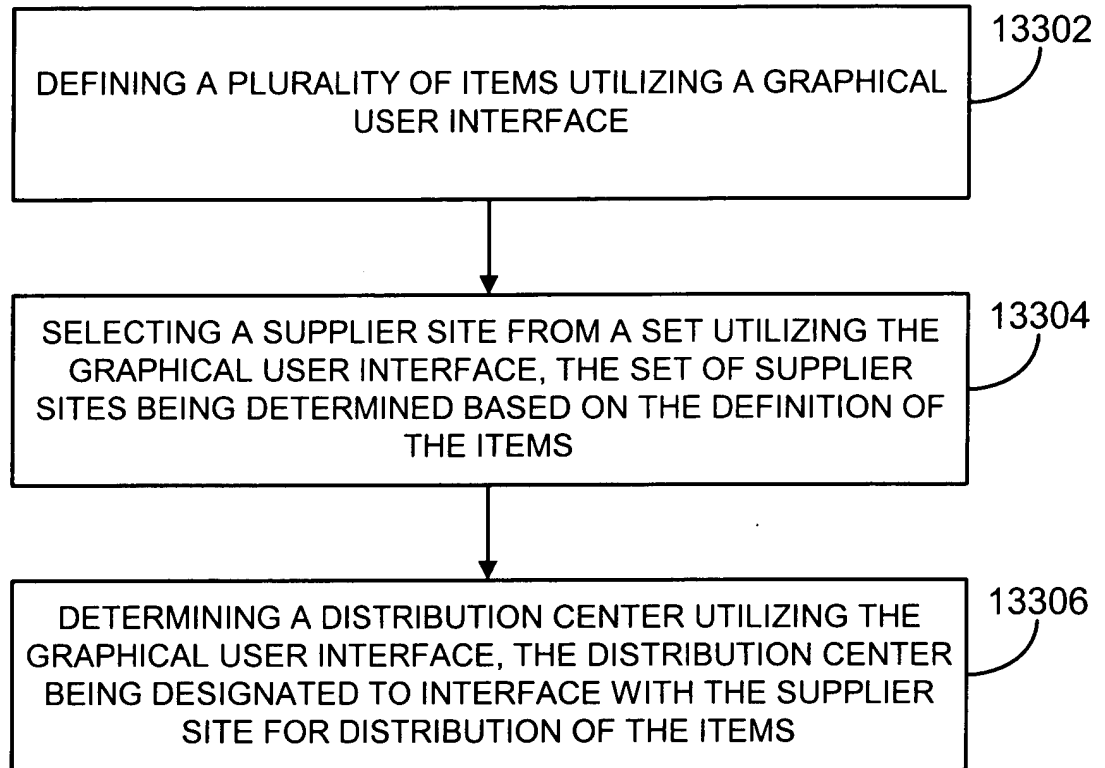 13302
DEFINING A PLURALITY OF ITEMS UTILIZING A GRAPHICAL
USER INTERFACE
13304
SELECTING A SUPPLIER SITE FROM A SET UTILIZING THE
GRAPHICAL USER INTERFACE, THE SET OF SUPPLIER
SITES BEING DETERMINED BASED ON THE DEFINITION OF
THE ITEMS
13306
DETERMINING A DISTRIBUTION CENTER UTILIZING THE
GRAPHICAL USER INTERFACE, THE DISTRIBUTION CENTER
BEING DESIGNATED TO INTERFACE WITH THE SUPPLIER
SITE FOR DISTRIBUTION OF THE ITEMS